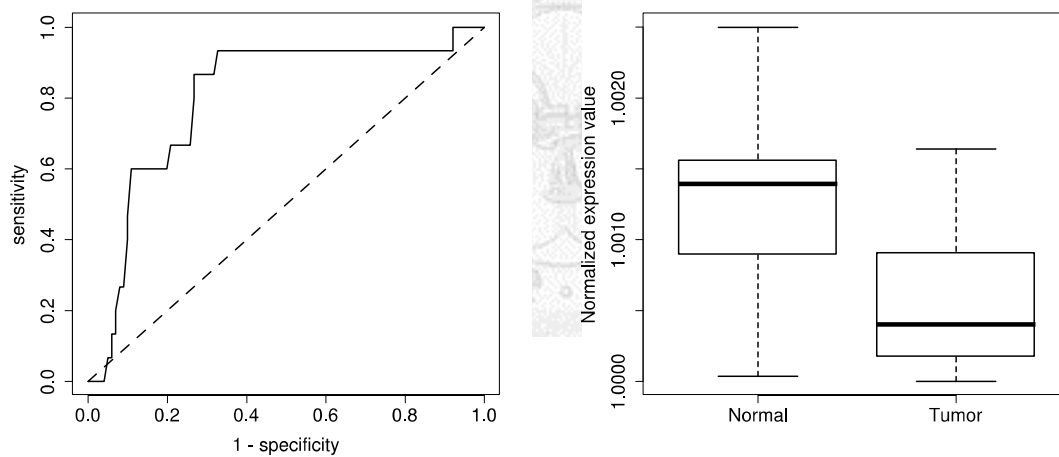 sensitivity
1.0
0.8
0.6
0.4
0.2
0.0
0.0 0.2 0.4 0.6 0.8 1.0
1 - specificity
Normalized expression value
1.0020
1.0010
1.0000
Normal Tumor